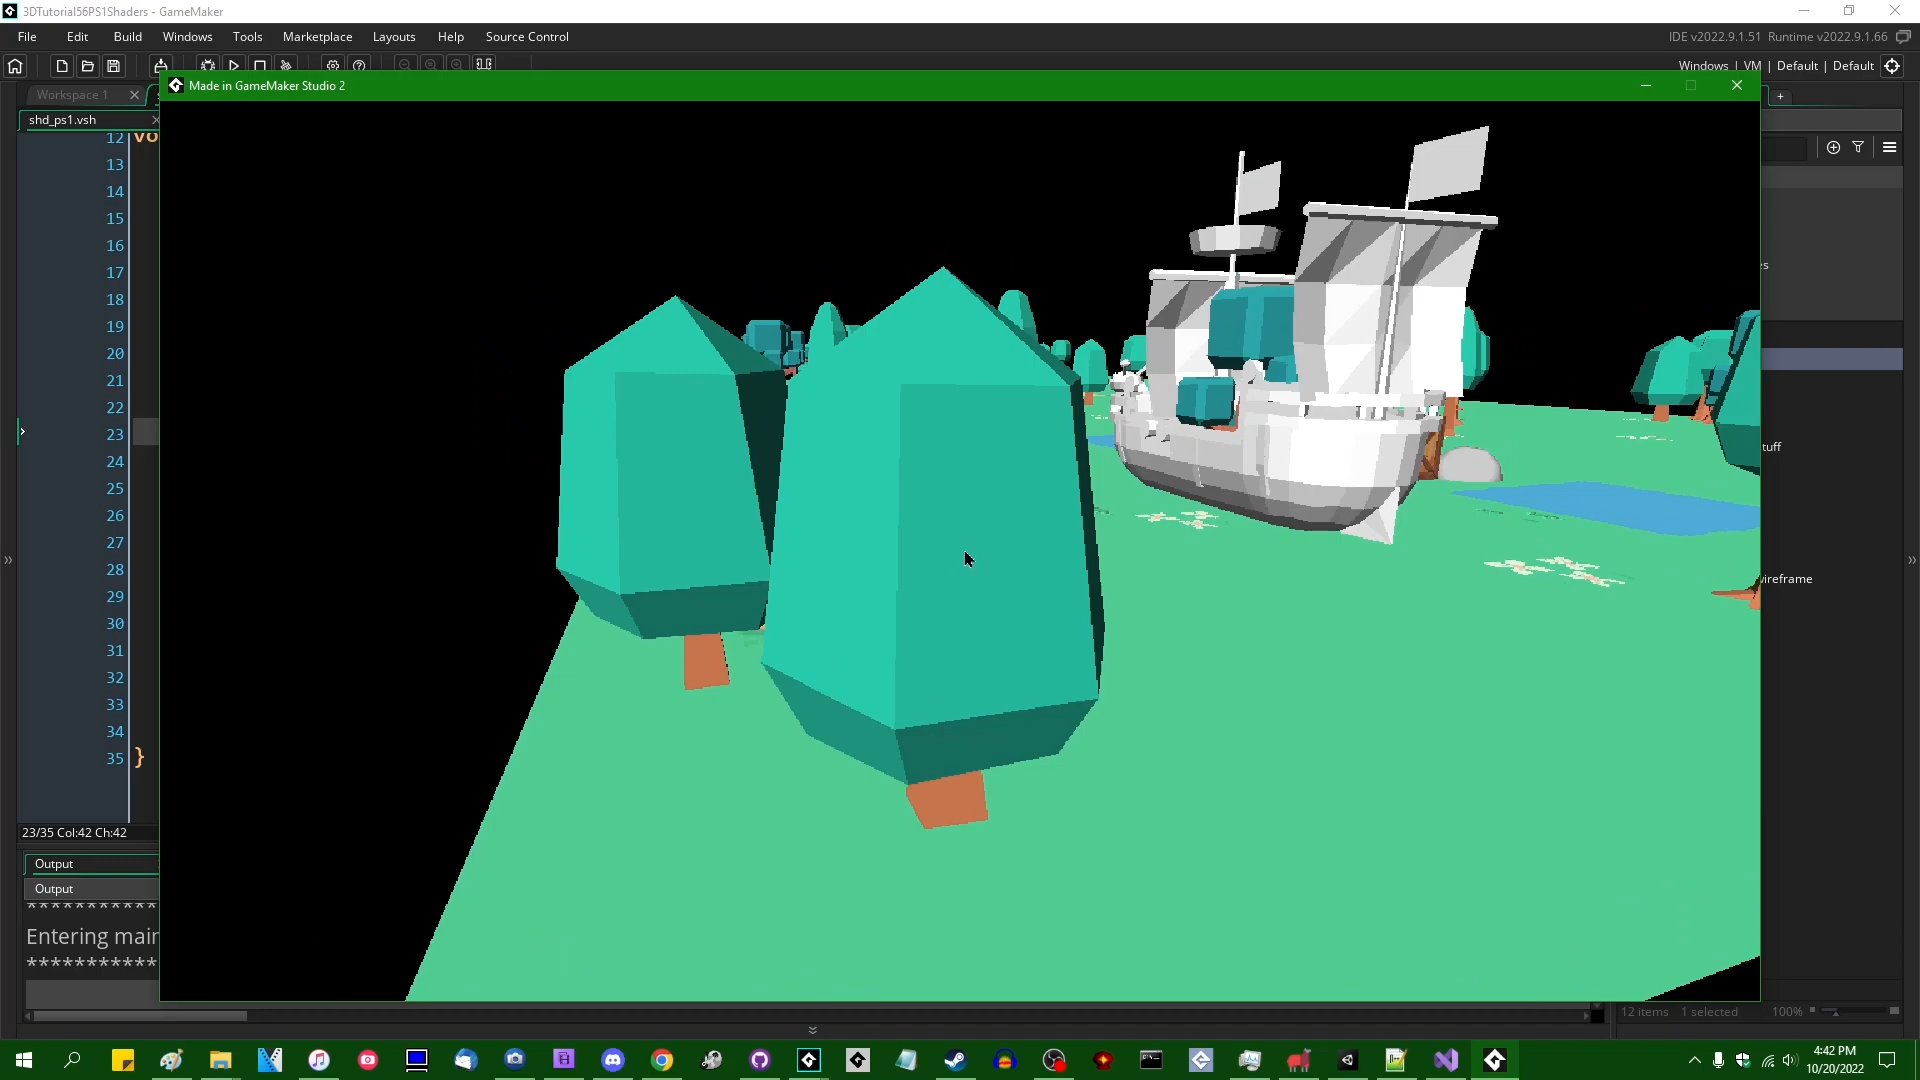 3DTutorial56PS1Shaders - GameMaker
File Edit Build Windows Tools Marketplace Layouts Help Source Control
IDE v2022.9.1.51 Runtime v2022.9.1.66
Windows | VM | Default | Default
Made in GameMaker Studio 2
Workspace 1
shd_ps1.vsh
12 vo
13
14
15
16
17
18
19
20
21
22
23
24
25
26
27
28
29
30
31
32
33
34
35 }
tuff
wireframe
23/35 Col:42 Ch:42
Output
Output
***********
Entering main
***********
12 items 1 selected 100%
4:42 PM
10/20/2022